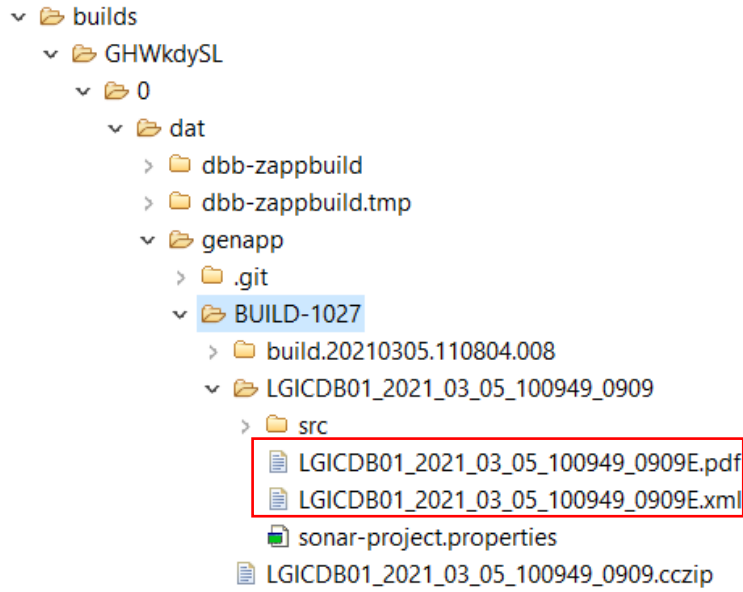 builds
GHWkdySL
0
dat
dbb-zappbuild
dbb-zappbuild.tmp
genapp
.git
BUILD-1027
build.20210305.110804.008
LGICDB01_2021_03_05_100949_0909
src
LGICDB01_2021_03_05_100949_0909E.pdf
LGICDB01_2021_03_05_100949_0909E.xml
sonar-project.properties
LGICDB01_2021_03_05_100949_0909.cczip